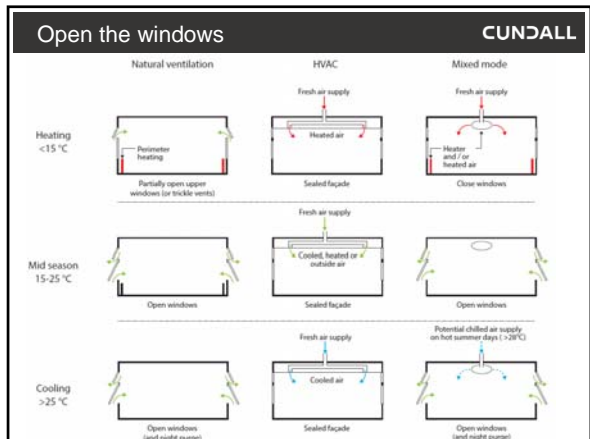 Open the windows
CUNDALL
Natural ventilation
HVAC
Mixed mode
Heating
<15 °C
Perimeter
heating
Partially open upper
windows (or trickle vents)
Fresh air supply
Heated air
Sealed façade
Fresh air supply
Heater
and / or
heated air
Close windows
Mid season
15-25 °C
Open windows
Fresh air supply
Cooled, heated or
outside air
Sealed façade
Open windows
Cooling
>25 °C
Open windows
(and night purge)
Fresh air supply
Cooled air
Sealed façade
Potential chilled air supply
on hot summer days ( >28°C)
Open windows
(and night purge)